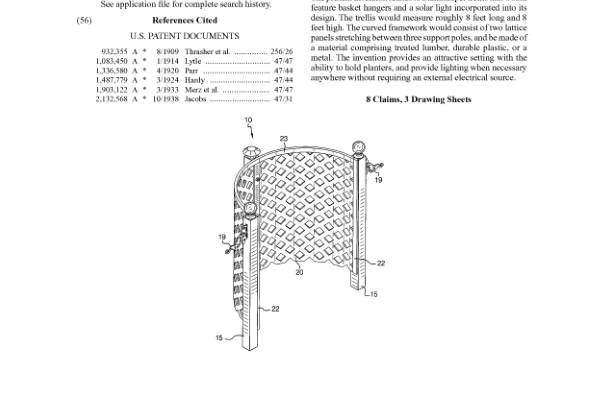 See application file for complete search history.
(56) References Cited
U.S. PATENT DOCUMENTS
932,355 A * 8/1909 Thrasher et al. ............... 256/26
1,083,450 A * 1/1914 Lytle ............................ 47/47
1,336,580 A * 4/1920 Parr .............................. 47/44
1,487,779 A * 3/1924 Hardy .......................... 47/44
1,903,122 A * 3/1933 Merz et al. .................... 47/47
2,132,568 A * 10/1938 Jacobs .......................... 47/31
feature basket hangers and a solar light incorporated into its
design. The trellis would measure roughly 8 feet long and 8
feet high. The curved framework would consist of two lattice
panels stretching between three support poles, and be made of
a material comprising treated lumber, durable plastic, or a
metal. The invention provides an attractive setting with the
ability to hold planters, and provide lighting when necessary
anywhere without requiring an external electrical source.
8 Claims, 3 Drawing Sheets
10
23
19
19
20
22
15
22
15